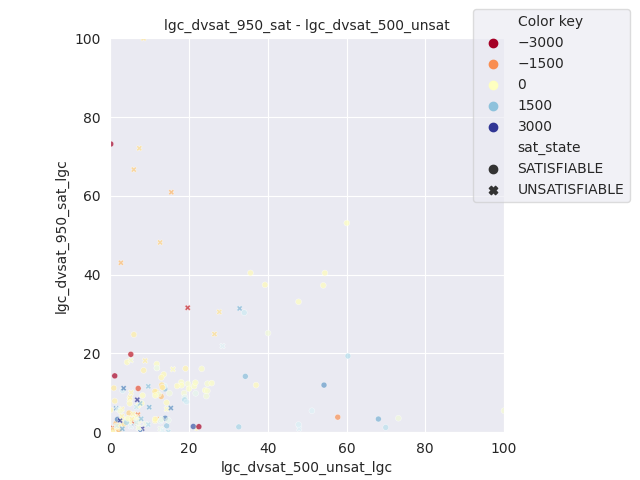 lgc_dvsat_950_sat - lgc_dvsat_500_unsat
Color key
−3000
−1500
0
1500
3000
sat_state
SATISFIABLE
UNSATISFIABLE
lgc_dvsat_950_sat_lgc
100
80
60
40
20
0
0
20
40
60
80
100
lgc_dvsat_500_unsat_lgc